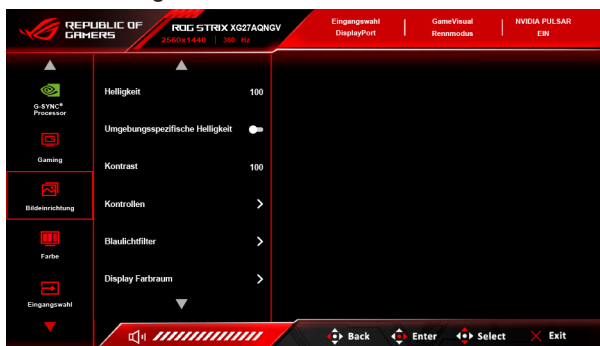 REPUBLIC OF
GAMERS
ROG STRIX XG27AQNGV
2560x1440 | 360 Hz
Eingangswahl
DisplayPort
GameVisual
Rennmodus
NVIDIA PULSAR
EIN
G-SYNC®
Processor
Gaming
Bildeinrichtung
Farbe
Eingangswahl
Helligkeit 100
Umgebungsspezifische Helligkeit
Kontrast 100
Kontrollen
Blaulichtfilter
Display Farbraum
Back Enter Select Exit